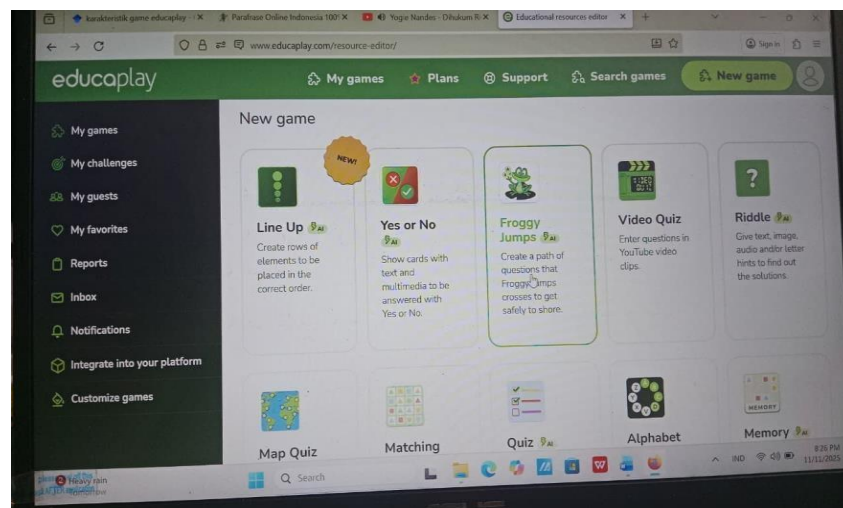 karakteristik game educaplay
Parafrase Online Indonesia 100%
Yogie Nandes - Dihukum R
Educational resources editor
www.educaplay.com/resource-editor/
Sign in
educaplay
My games
Plans
Support
Search games
New game
My games
My challenges
My guests
My favorites
Reports
Inbox
Notifications
Integrate into your platform
Customize games
New game
NEW!
Line Up AI
Create rows of
elements to be
placed in the
correct order.
Yes or No
AI
Show cards with
text and
multimedia to be
answered with
Yes or No.
Froggy
Jumps AI
Create a path of
questions that
Froggy Jumps
crosses to get
safely to shore.
Video Quiz
Enter questions in
YouTube video
clips.
?
Riddle AI
Give text, image,
audio and/or letter
hints to find out
the solutions.
Map Quiz
Matching
Quiz AI
Alphabet
MEMORY
Memory AI
2
Heavy rain
Tomorrow
Search
W
IND
8:26 PM
11/11/2025